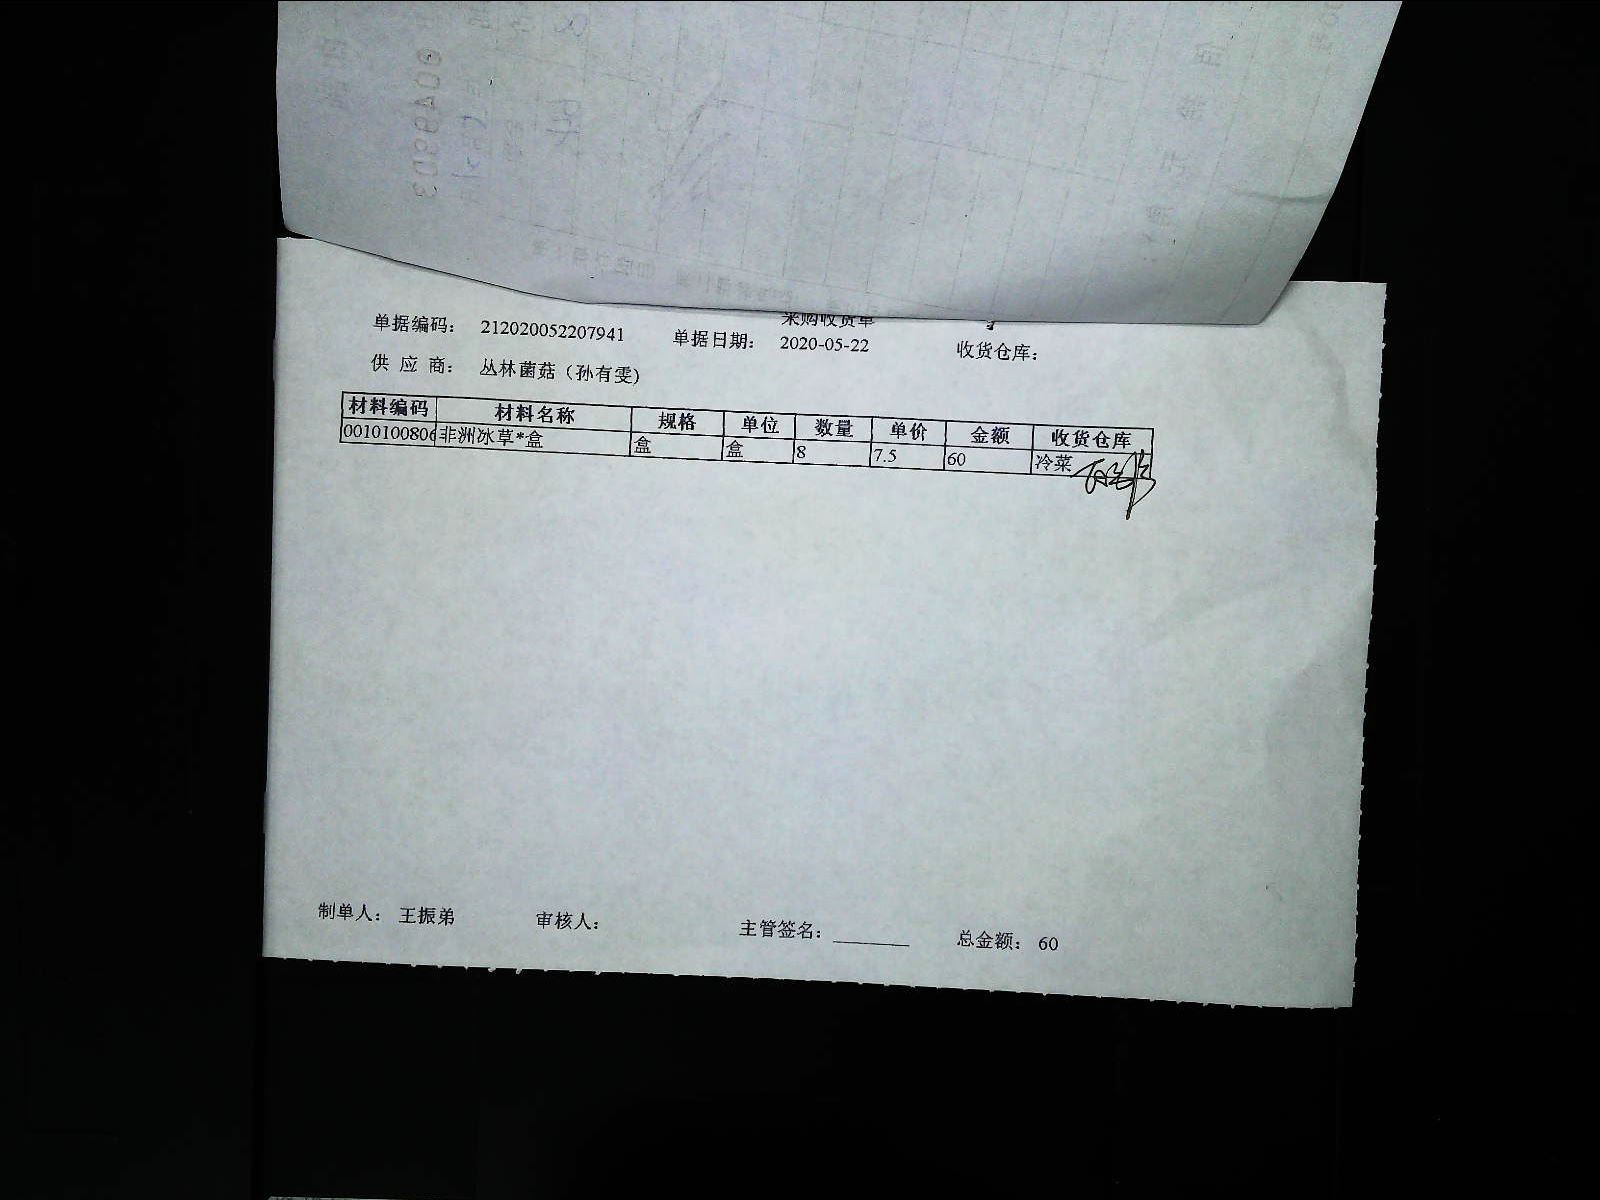 采购收货单
单据编码: 212020052207941 单据日期: 2020-05-22 收货仓库:
供应商: 丛林菌菇（孙有雯）
材料编码 材料名称 规格 单位 数量 单价 金额 收货仓库
0010100806 非洲冰草*盒 盒 盒 8 7.5 60 冷菜
制单人: 王振弟 审核人: 主管签名: 总金额: 60